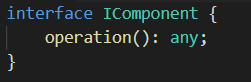 interface IComponent {
    operation(): any;
}